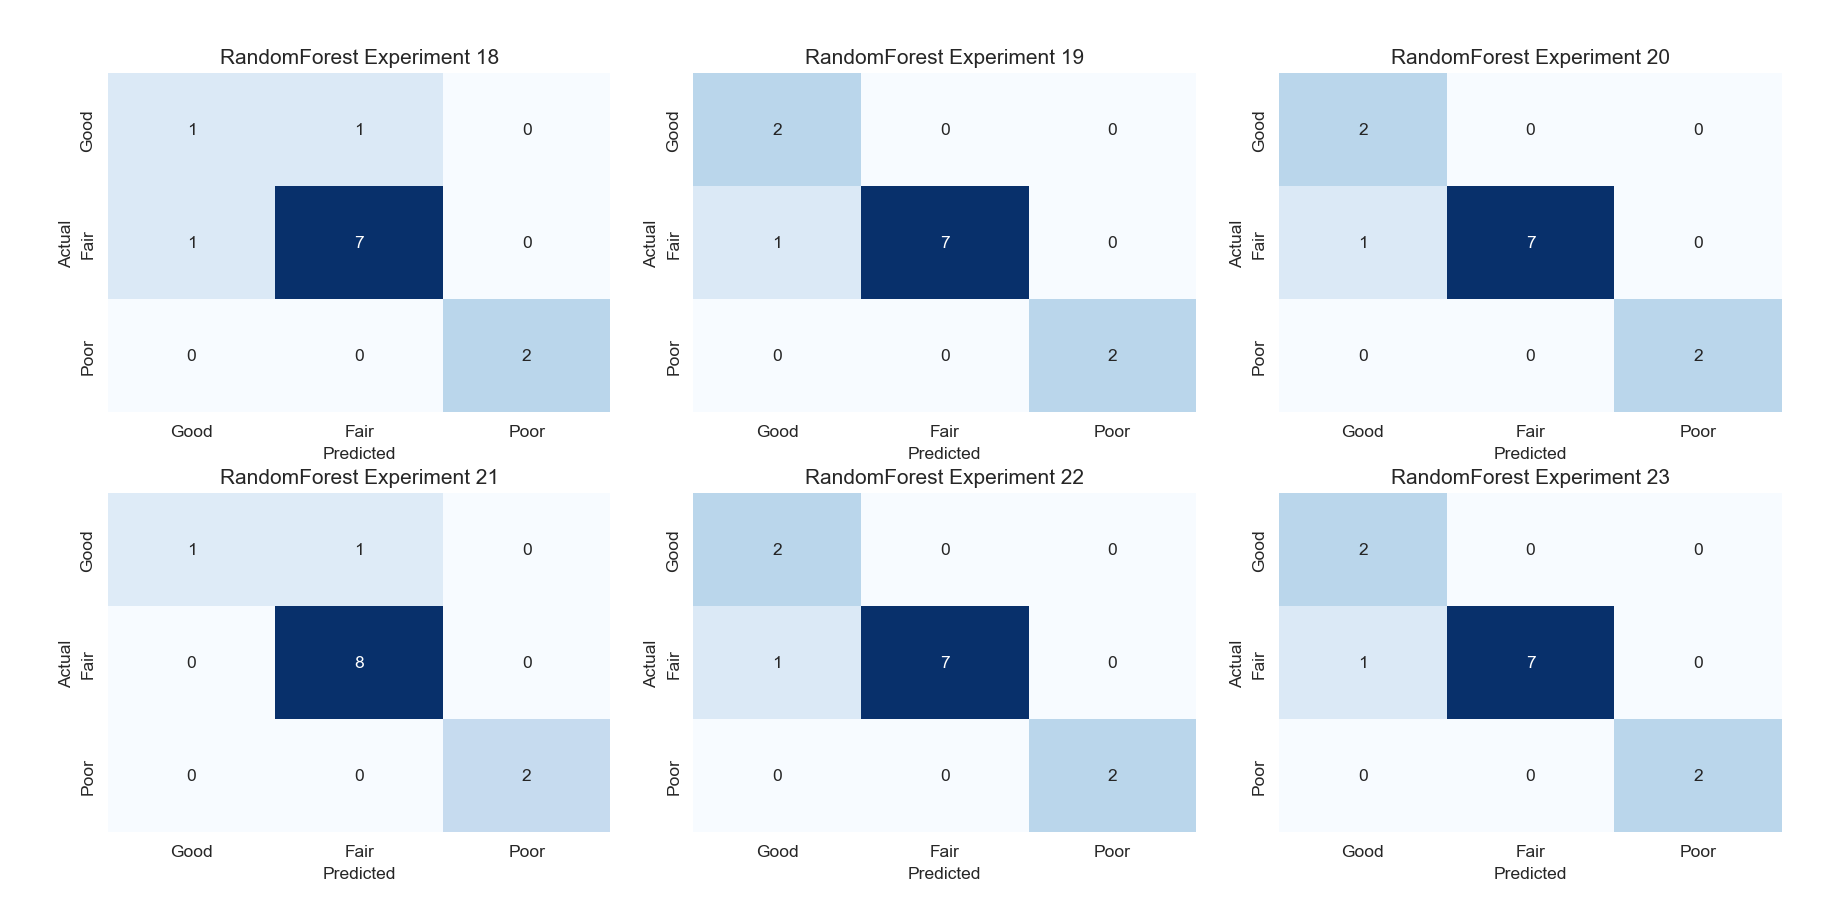 RandomForest Experiment 18
Good 1 1 0
Actual
Fair 1 7 0
Poor 0 0 2
Good Fair Poor
Predicted
RandomForest Experiment 19
Good 2 0 0
Actual
Fair 1 7 0
Poor 0 0 2
Good Fair Poor
Predicted
RandomForest Experiment 20
Good 2 0 0
Actual
Fair 1 7 0
Poor 0 0 2
Good Fair Poor
Predicted
RandomForest Experiment 21
Good 1 1 0
Actual
Fair 0 8 0
Poor 0 0 2
Good Fair Poor
Predicted
RandomForest Experiment 22
Good 2 0 0
Actual
Fair 1 7 0
Poor 0 0 2
Good Fair Poor
Predicted
RandomForest Experiment 23
Good 2 0 0
Actual
Fair 1 7 0
Poor 0 0 2
Good Fair Poor
Predicted